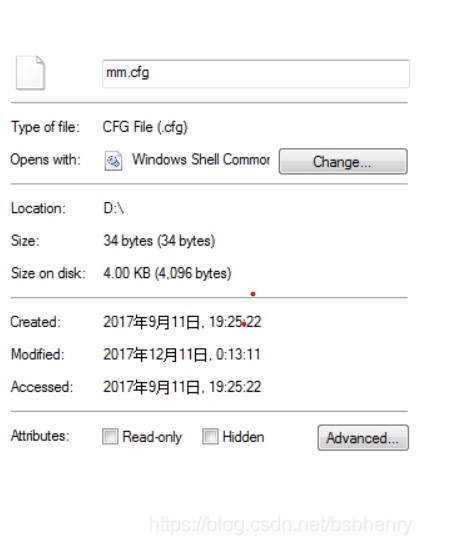 mm.cfg
Type of file: CFG File (.cfg)
Opens with: Windows Shell Commor Change...
Location: D:\
Size: 34 bytes (34 bytes)
Size on disk: 4.00 KB (4,096 bytes)
Created: 2017年9月11日, 19:25:22
Modified: 2017年12月11日, 0:13:11
Accessed: 2017年9月11日, 19:25:22
Attributes: Read-only Hidden Advanced...
https://blog.csdn.net/bsbhenry